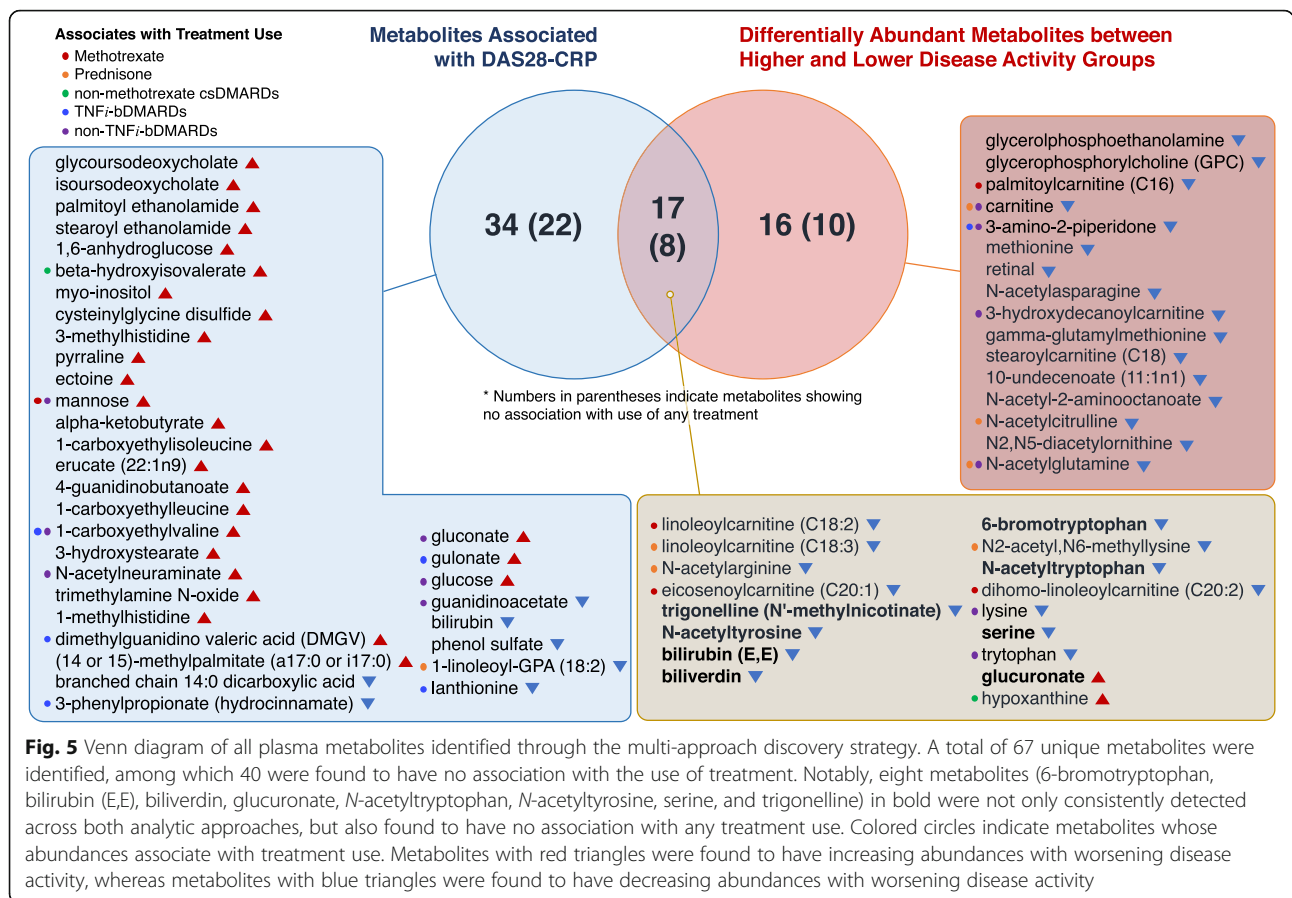 Associates with Treatment Use
Methotrexate
Prednisone
non-methotrexate csDMARDs
TNFi-bDMARDs
non-TNFi-bDMARDs
Metabolites Associated
with DAS28-CRP
Differentially Abundant Metabolites between
Higher and Lower Disease Activity Groups
34 (22)
17
(8)
16 (10)
* Numbers in parentheses indicate metabolites showing
no association with use of any treatment
glycoursodeoxycholate ▲
isoursodeoxycholate ▲
palmitoyl ethanolamide ▲
stearoyl ethanolamide ▲
1,6-anhydroglucose ▲
beta-hydroxyisovalerate ▲
myo-inositol ▲
cysteinylglycine disulfide ▲
3-methylhistidine ▲
pyrraline ▲
ectoine ▲
mannose ▲
alpha-ketobutyrate ▲
1-carboxyethylisoleucine ▲
erucate (22:1n9) ▲
4-guanidinobutanoate ▲
1-carboxyethylleucine ▲
1-carboxyethylvaline ▲
3-hydroxystearate ▲
N-acetylneuraminate ▲
trimethylamine N-oxide ▲
1-methylhistidine ▲
dimethylguanidino valeric acid (DMGV) ▲
(14 or 15)-methylpalmitate (a17:0 or i17:0) ▲
branched chain 14:0 dicarboxylic acid ▼
3-phenylpropionate (hydrocinnamate) ▼
gluconate ▲
gulonate ▲
glucose ▲
guanidinoacetate ▼
bilirubin ▼
phenol sulfate ▼
1-linoleoyl-GPA (18:2) ▼
lanthionine ▼
glycerolphosphoethanolamine ▼
glycerophosphorylcholine (GPC) ▼
palmitoylcarnitine (C16) ▼
carnitine ▼
3-amino-2-piperidone ▼
methionine ▼
retinal ▼
N-acetylasparagine ▼
3-hydroxydecanoylcarnitine ▼
gamma-glutamylmethionine ▼
stearoylcarnitine (C18) ▼
10-undecenoate (11:1n1) ▼
N-acetyl-2-aminooctanoate ▼
N-acetylcitrulline ▼
N2,N5-diacetylornithine ▼
N-acetylglutamine ▼
linoleoylcarnitine (C18:2) ▼
linoleoylcarnitine (C18:3) ▼
N-acetylarginine ▼
eicosenoylcarnitine (C20:1) ▼
trigonelline (N'-methylnicotinate) ▼
N-acetyltyrosine ▼
bilirubin (E,E) ▼
biliverdin ▼
6-bromotryptophan ▼
N2-acetyl,N6-methyllysine ▼
N-acetyltryptophan ▼
dihomo-linoleoylcarnitine (C20:2) ▼
lysine ▼
serine ▼
trytophan ▼
glucuronate ▲
hypoxanthine ▲
Fig. 5 Venn diagram of all plasma metabolites identified through the multi-approach discovery strategy. A total of 67 unique metabolites were
identified, among which 40 were found to have no association with the use of treatment. Notably, eight metabolites (6-bromotryptophan,
bilirubin (E,E), biliverdin, glucuronate, N-acetyltryptophan, N-acetyltyrosine, serine, and trigonelline) in bold were not only consistently detected
across both analytic approaches, but also found to have no association with any treatment use. Colored circles indicate metabolites whose
abundances associate with treatment use. Metabolites with red triangles were found to have increasing abundances with worsening disease
activity, whereas metabolites with blue triangles were found to have decreasing abundances with worsening disease activity